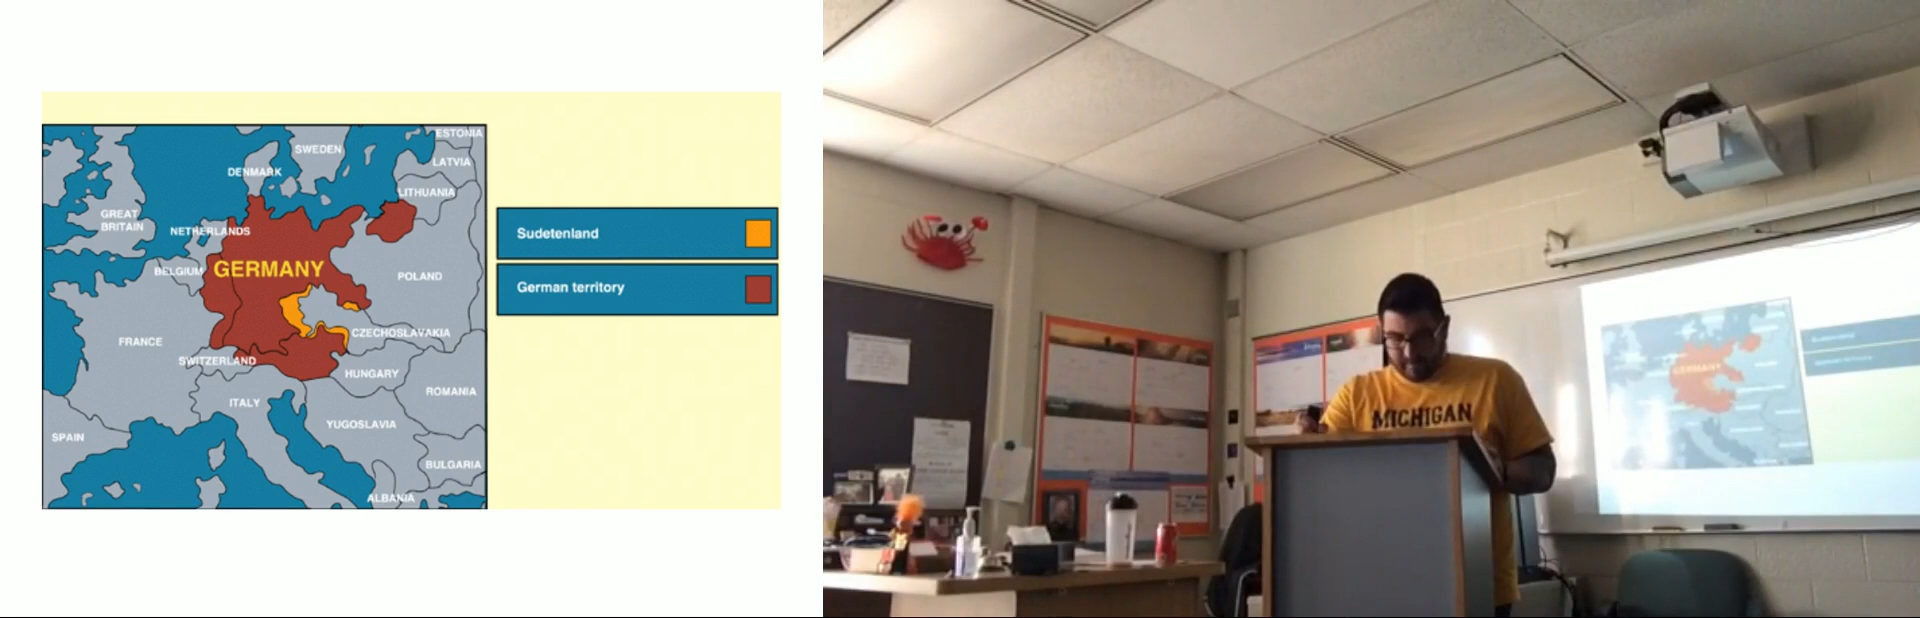 ESTONIA
SWEDEN
LATVIA
DENMARK
LITHUANIA
GREAT
BRITAIN
NETHERLANDS
Sudetenland
BELGIUM
GERMANY
POLAND
German territory
CZECHOSLAVAKIA
FRANCE
SWITZERLAND
HUNGARY
ROMANIA
ITALY
YUGOSLAVIA
SPAIN
BULGARIA
ALBANIA
MICHIGAN
GERMANY